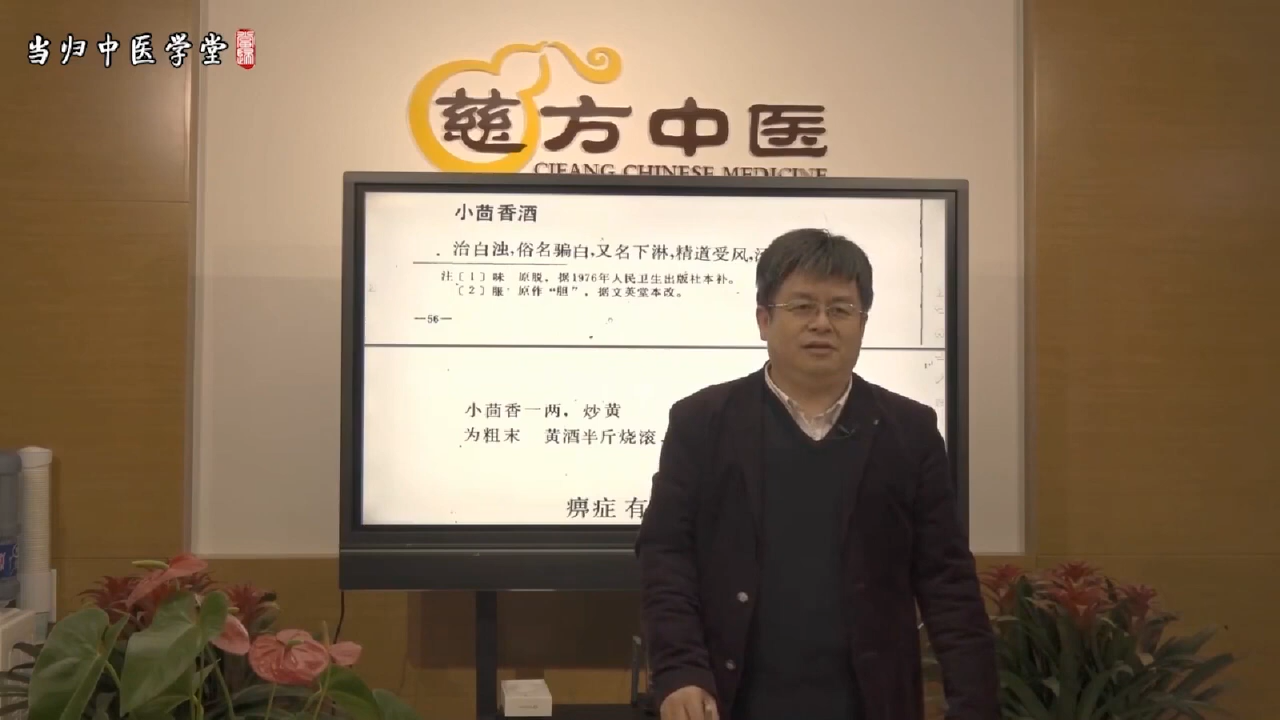 当归中医学堂
慈方中医
CIFANG CHINESE MEDICINE
小茴香酒
治白浊，俗名骗白，又名下淋，精道受风，
注〔1〕味 原脱，据1976年人民卫生出版社本补。
〔2〕服 原作“胆”，据文英堂本改。
—56—
小茴香一两，炒黄
为粗末 黄酒半斤烧滚
痹症有